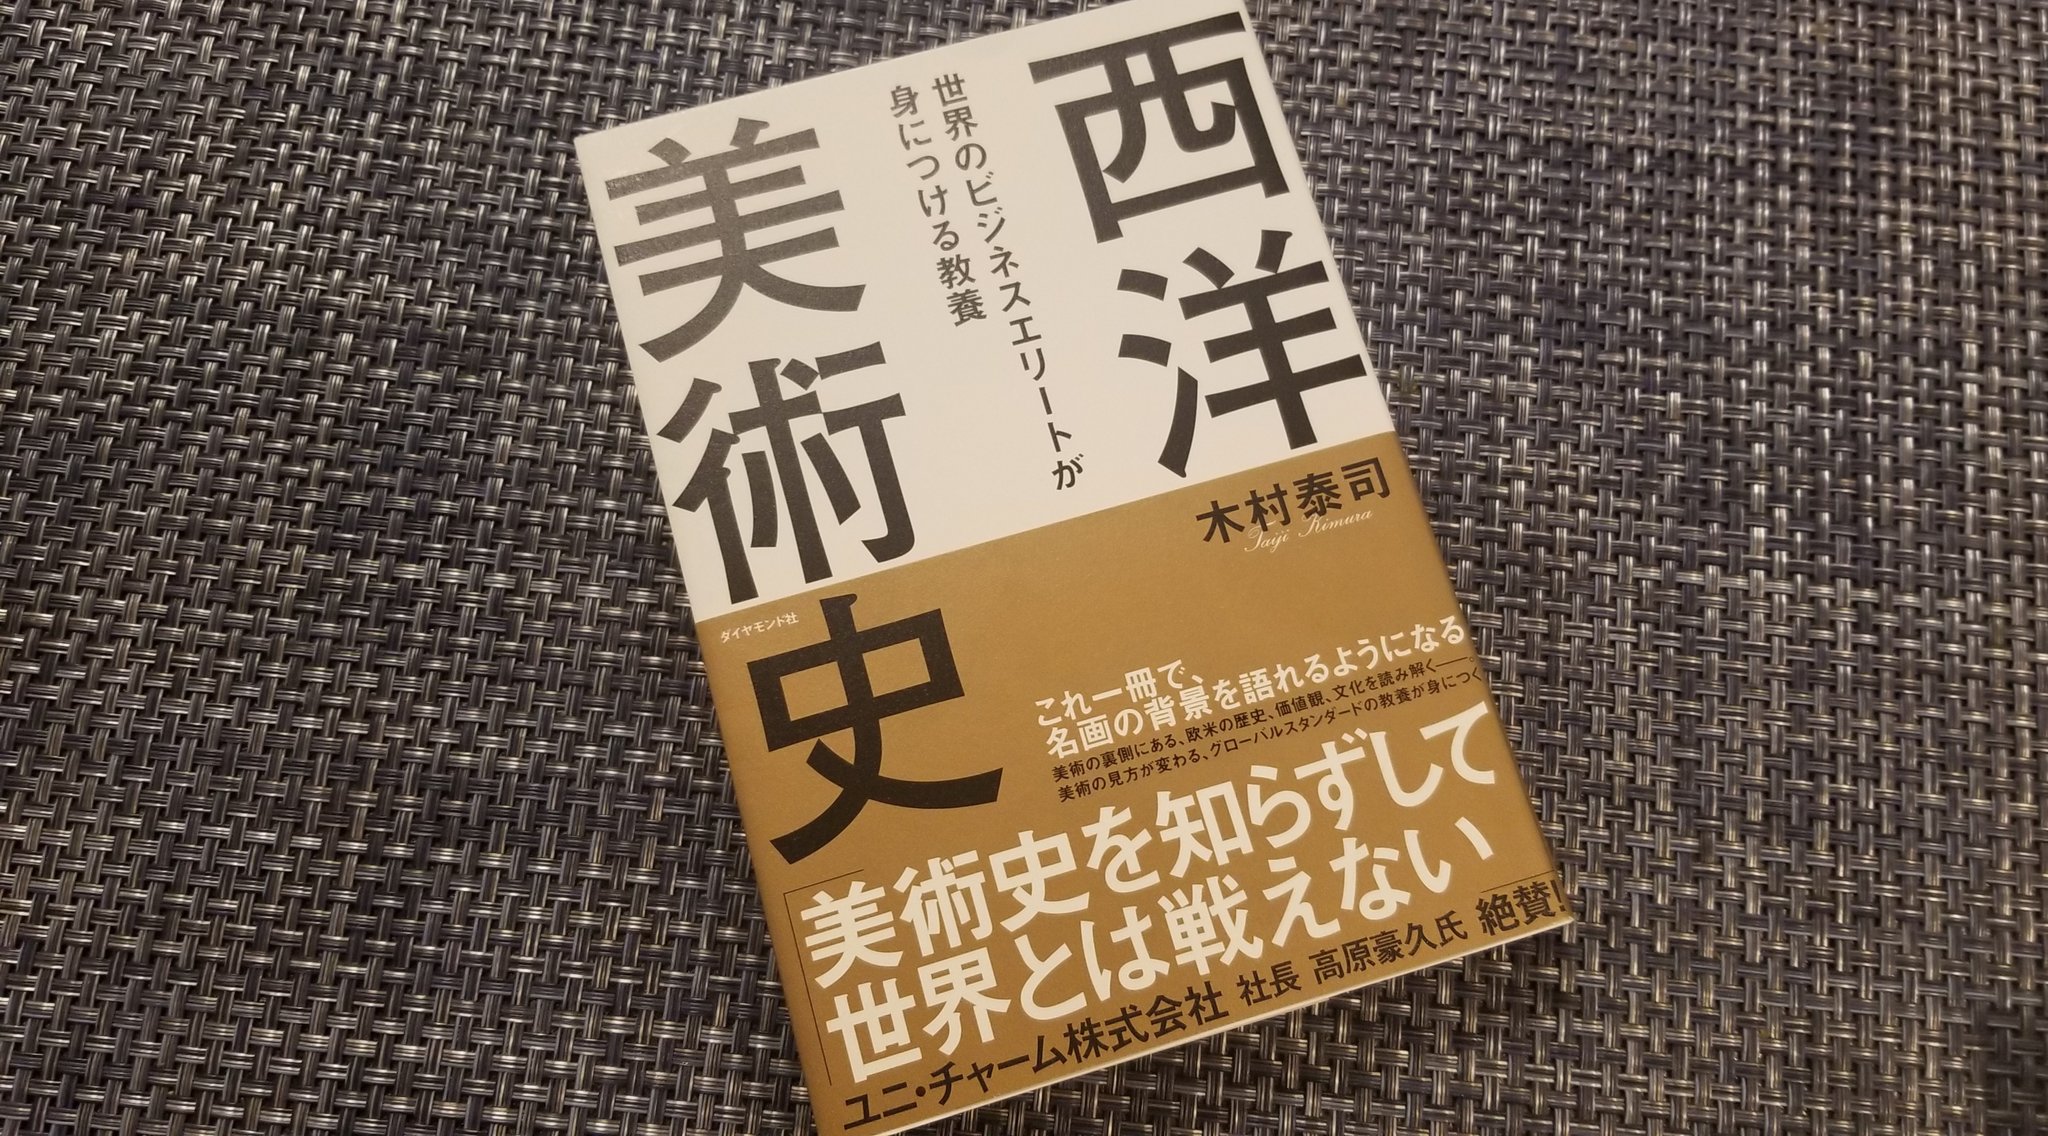 西洋
美術史
世界のビジネスエリートが
身につける教養
木村泰司
Taiji Kimura
ダイヤモンド社
これ一冊で、
名画の背景を語れるようになる
美術の裏側にある、欧米の歴史、価値観、文化を読み解く――。
美術の見方が変わる、グローバルスタンダードの教養が身につく
「美術史を知らずして
世界とは戦えない」
ユニ・チャーム株式会社 社長 高原豪久氏 絶賛!